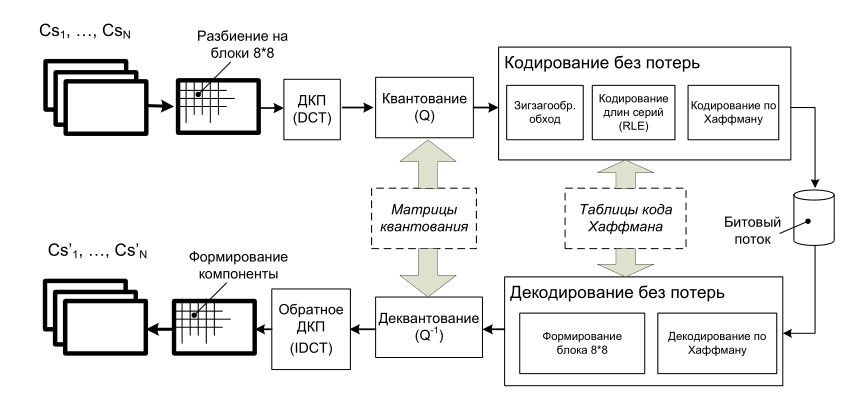 Cs₁, …, Csₙ
Разбиение на
блоки 8*8
ДКП
(DCT)
Квантование
(Q)
Кодирование без потерь
Зигзагообр.
обход
Кодирование
длин серий
(RLE)
Кодирование по
Хаффману
Матрицы
квантования
Таблицы кода
Хаффмана
Битовый
поток
Cs’₁, …, Cs’ₙ
Формирование
компоненты
Обратное
ДКП
(IDCT)
Деквантование
(Q⁻¹)
Декодирование без потерь
Формирование
блока 8*8
Декодирование по
Хаффману